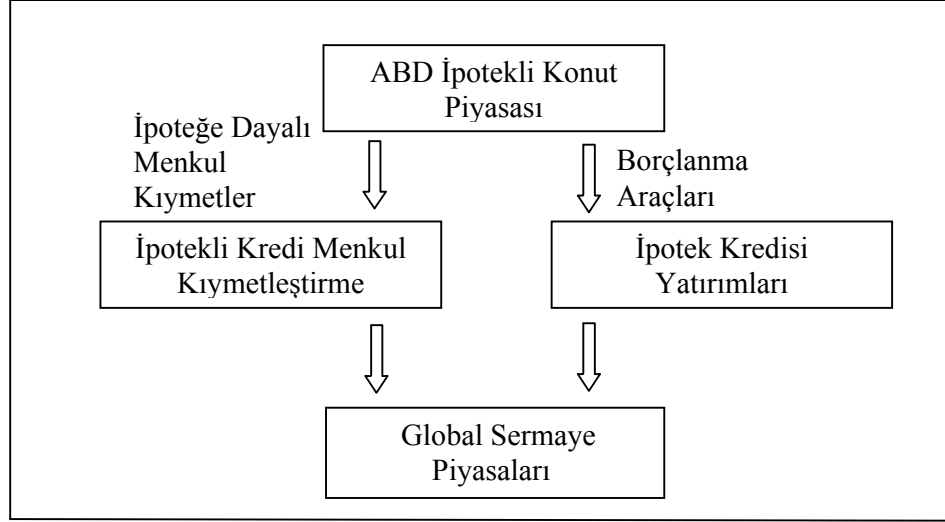 ABD İpotekli Konut
Piyasası
İpoteğe Dayalı
Menkul
Kıymetler
Borçlanma
Araçları
İpotekli Kredi Menkul
Kıymetleştirme
İpotek Kredisi
Yatırımları
Global Sermaye
Piyasaları